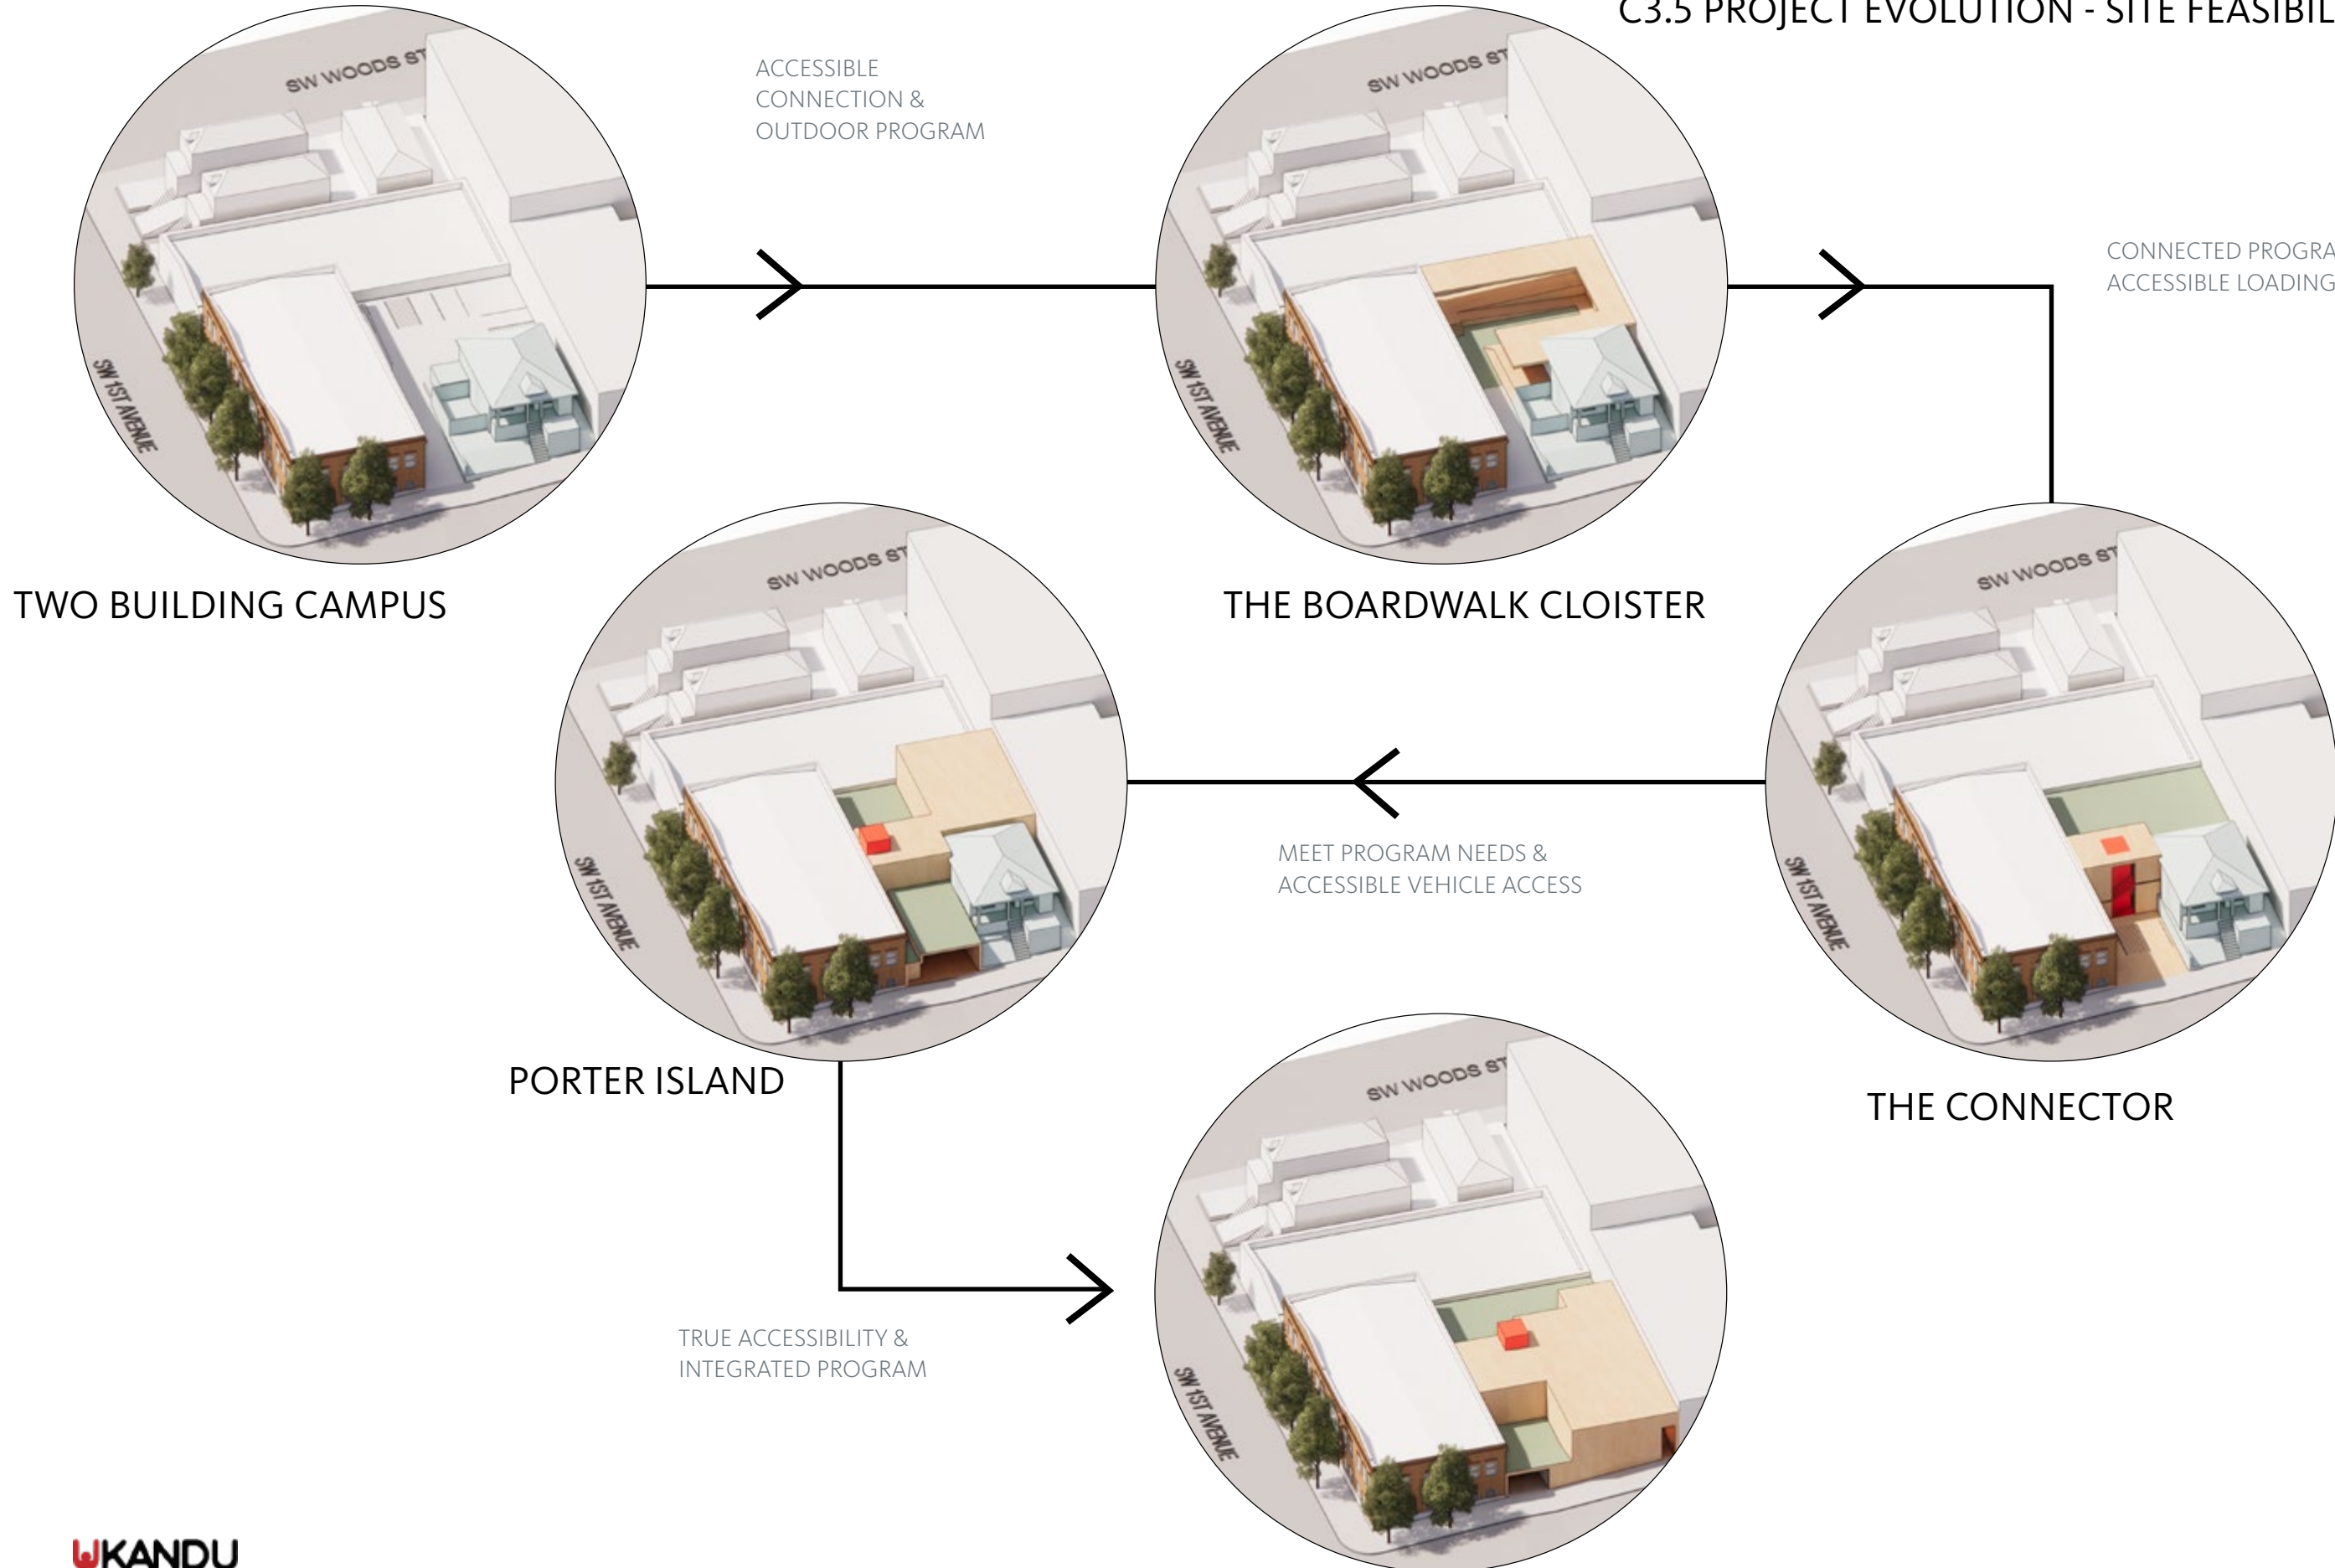 C3.5 PROJECT EVOLUTION - SITE
SW WOODS ST
SW 1ST AVENUE
TWO BUILDING CAMPUS
ACCESSIBLE
CONNECTION &
OUTDOOR PROGRAM
SW WOODS ST
SW 1ST AVENUE
THE BOARDWALK CLOISTER
CONNECTED
ACCESSIBLE LOADING
SW WOODS ST
SW 1ST AVENUE
THE CONNECTOR
MEET PROGRAM NEEDS &
ACCESSIBLE VEHICLE ACCESS
SW WOODS ST
SW 1ST AVENUE
PORTER ISLAND
TRUE ACCESSIBILITY &
INTEGRATED PROGRAM
SW WOODS ST
SW 1ST AVENUE
WKANDU